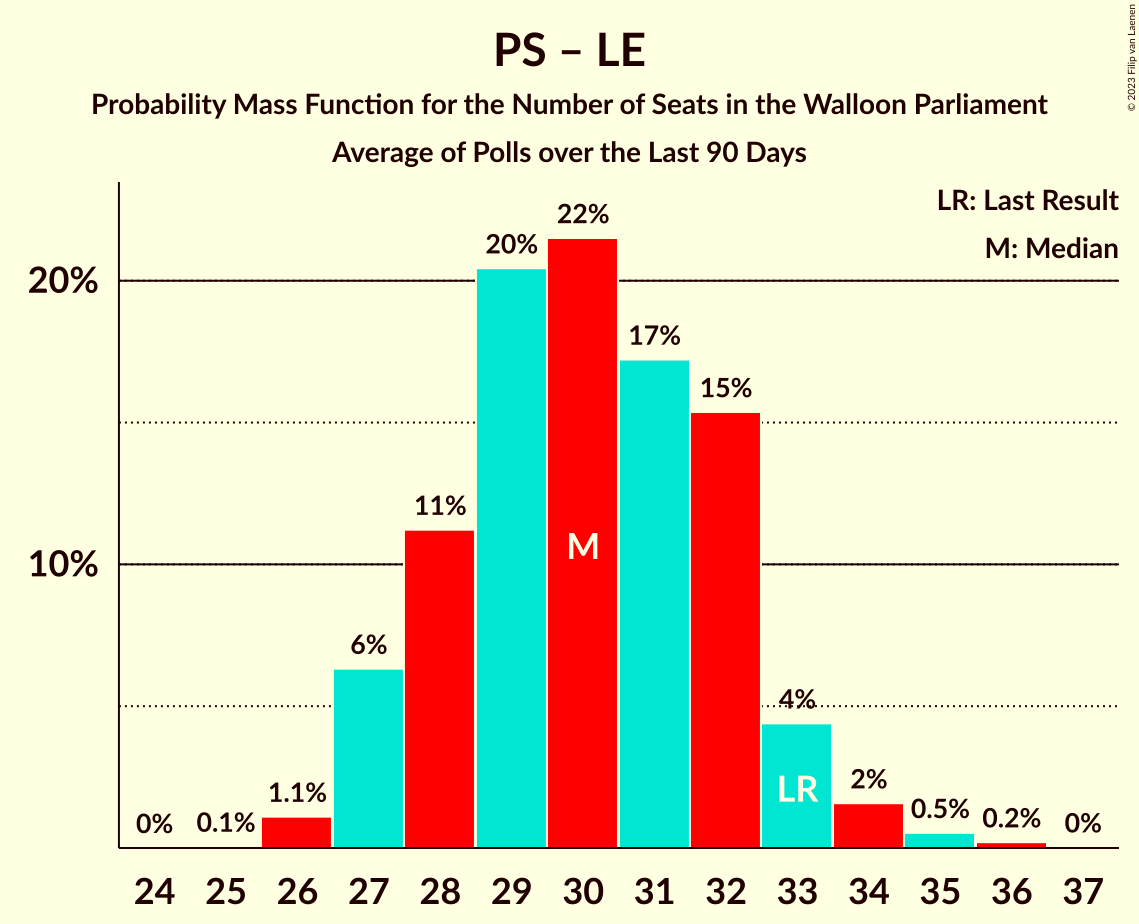 PS – LE
Probability Mass Function for the Number of Seats in the Walloon Parliament
Average of Polls over the Last 90 Days
© 2023 Filip van Laenen
LR: Last Result
M: Median
20%
10%
0%
0.1%
1.1%
6%
11%
20%
22%
17%
15%
4%
2%
0.5%
0.2%
0%
M
LR
24 25 26 27 28 29 30 31 32 33 34 35 36 37